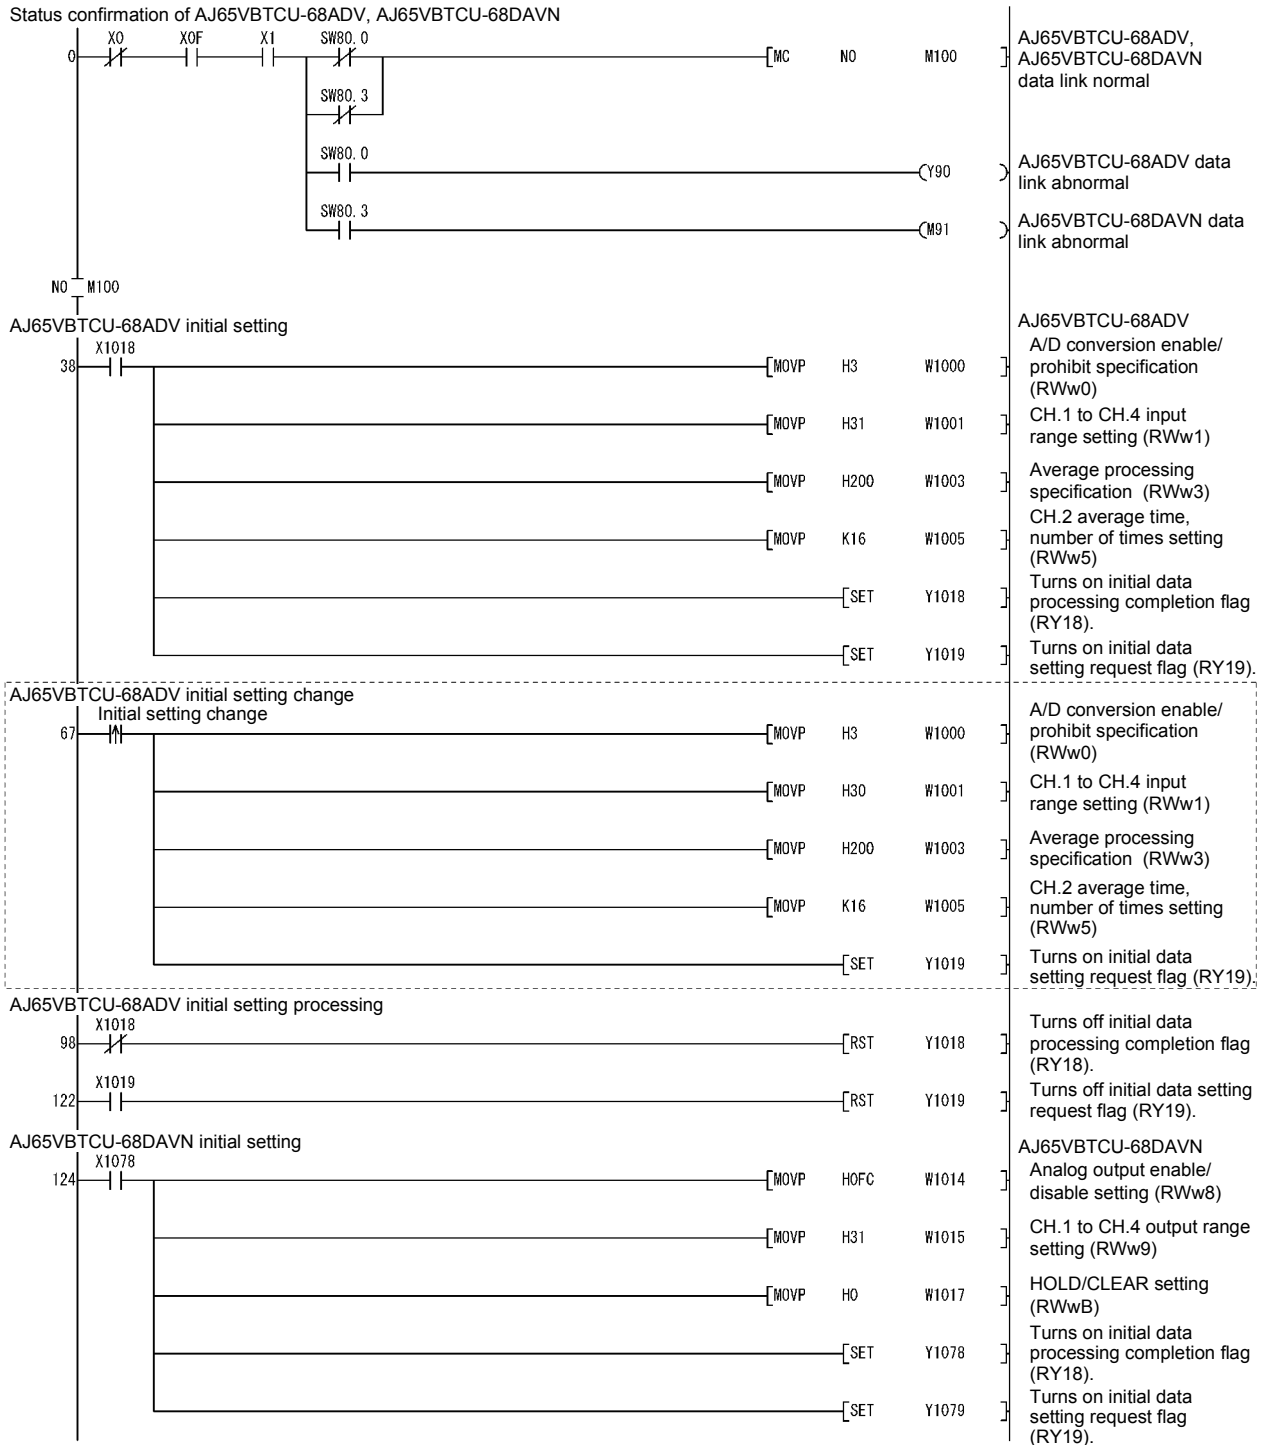 Status confirmation of AJ65VBTCU-68ADV, AJ65VBTCU-68DAVN
X0 X0F X1 SW80.0
0 MC N0 M100
AJ65VBTCU-68ADV,
AJ65VBTCU-68DAVN
data link normal
SW80.3
SW80.0
Y90
AJ65VBTCU-68ADV data
link abnormal
SW80.3
M91
AJ65VBTCU-68DAVN data
link abnormal
N0 M100
AJ65VBTCU-68ADV initial setting
AJ65VBTCU-68ADV
X1018
38 MOVP H3 W1000
A/D conversion enable/
prohibit specification
(RWw0)
MOVP H31 W1001
CH.1 to CH.4 input
range setting (RWw1)
MOVP H200 W1003
Average processing
specification (RWw3)
MOVP K16 W1005
CH.2 average time,
number of times setting
(RWw5)
SET Y1018
Turns on initial data
processing completion flag
(RY18).
SET Y1019
Turns on initial data
setting request flag (RY19).
AJ65VBTCU-68ADV initial setting change
Initial setting change
67 MOVP H3 W1000
A/D conversion enable/
prohibit specification
(RWw0)
MOVP H30 W1001
CH.1 to CH.4 input
range setting (RWw1)
MOVP H200 W1003
Average processing
specification (RWw3)
MOVP K16 W1005
CH.2 average time,
number of times setting
(RWw5)
SET Y1019
Turns on initial data
setting request flag (RY19).
AJ65VBTCU-68ADV initial setting processing
X1018
98 RST Y1018
Turns off initial data
processing completion flag
(RY18).
X1019
122 RST Y1019
Turns off initial data setting
request flag (RY19).
AJ65VBTCU-68DAVN initial setting
AJ65VBTCU-68DAVN
X1078
124 MOVP H0FC W1014
Analog output enable/
disable setting (RWw8)
MOVP H31 W1015
CH.1 to CH.4 output range
setting (RWw9)
MOVP H0 W1017
HOLD/CLEAR setting
(RWwB)
SET Y1078
Turns on initial data
processing completion flag
(RY18).
SET Y1079
Turns on initial data
setting request flag
(RY19).